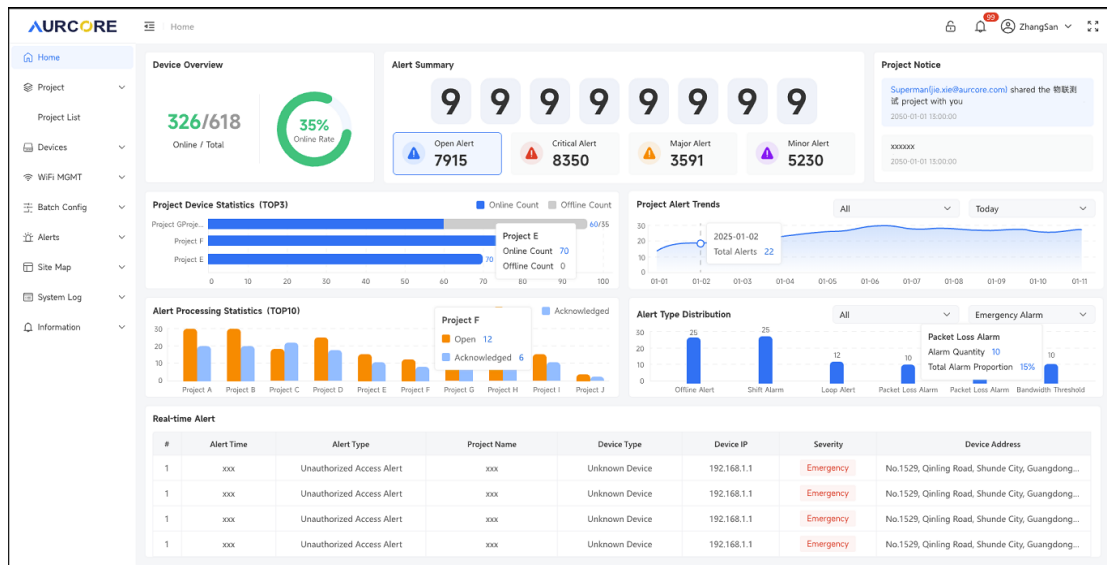 AURCORE
Home
99
ZhangSan
Home
Project
Project List
Devices
WiFi MGMT
Batch Config
Alerts
Site Map
System Log
Information
Device Overview
326/618
Online / Total
35%
Online Rate
Alert Summary
9 9 9 9 9 9 9 9
Open Alert
7915
Critical Alert
8350
Major Alert
3591
Minor Alert
5230
Project Notice
Superman(jie.xie@aurcore.com) shared the 物联测
试 project with you
2050-01-01 13:00:00
xxxxxx
2050-01-01 13:00:00
Project Device Statistics (TOP3)
Online Count
Offline Count
Project GProje...
60/35
Project F
Project E
70
Project E
Online Count 70
Offline Count 0
0 10 20 30 40 50 60 70 80 90 100
Project Alert Trends
All
Today
30
20
10
0
2025-01-02
Total Alerts 22
01-01 01-02 01-03 01-04 01-05 01-06 01-07 01-08 01-09 01-10 01-11
Alert Processing Statistics (TOP10)
Acknowledged
30
20
10
0
Project F
Open 12
Acknowledged 6
Project A Project B Project C Project D Project E Project F Project G Project H Project I Project J
Alert Type Distribution
All
Emergency Alarm
30
20
10
0
25
25
12
10
10
Packet Loss Alarm
Alarm Quantity 10
Total Alarm Proportion 15%
Offline Alert Shift Alarm Loop Alert Packet Loss Alarm Packet Loss Alarm Bandwidth Threshold
Real-time Alert
# Alert Time Alert Type Project Name Device Type Device IP Severity Device Address
1 xxx Unauthorized Access Alert xxx Unknown Device 192.168.1.1 Emergency No.1529, Qinling Road, Shunde City, Guangdong...
1 xxx Unauthorized Access Alert xxx Unknown Device 192.168.1.1 Emergency No.1529, Qinling Road, Shunde City, Guangdong...
1 xxx Unauthorized Access Alert xxx Unknown Device 192.168.1.1 Emergency No.1529, Qinling Road, Shunde City, Guangdong...
1 xxx Unauthorized Access Alert xxx Unknown Device 192.168.1.1 Emergency No.1529, Qinling Road, Shunde City, Guangdong...